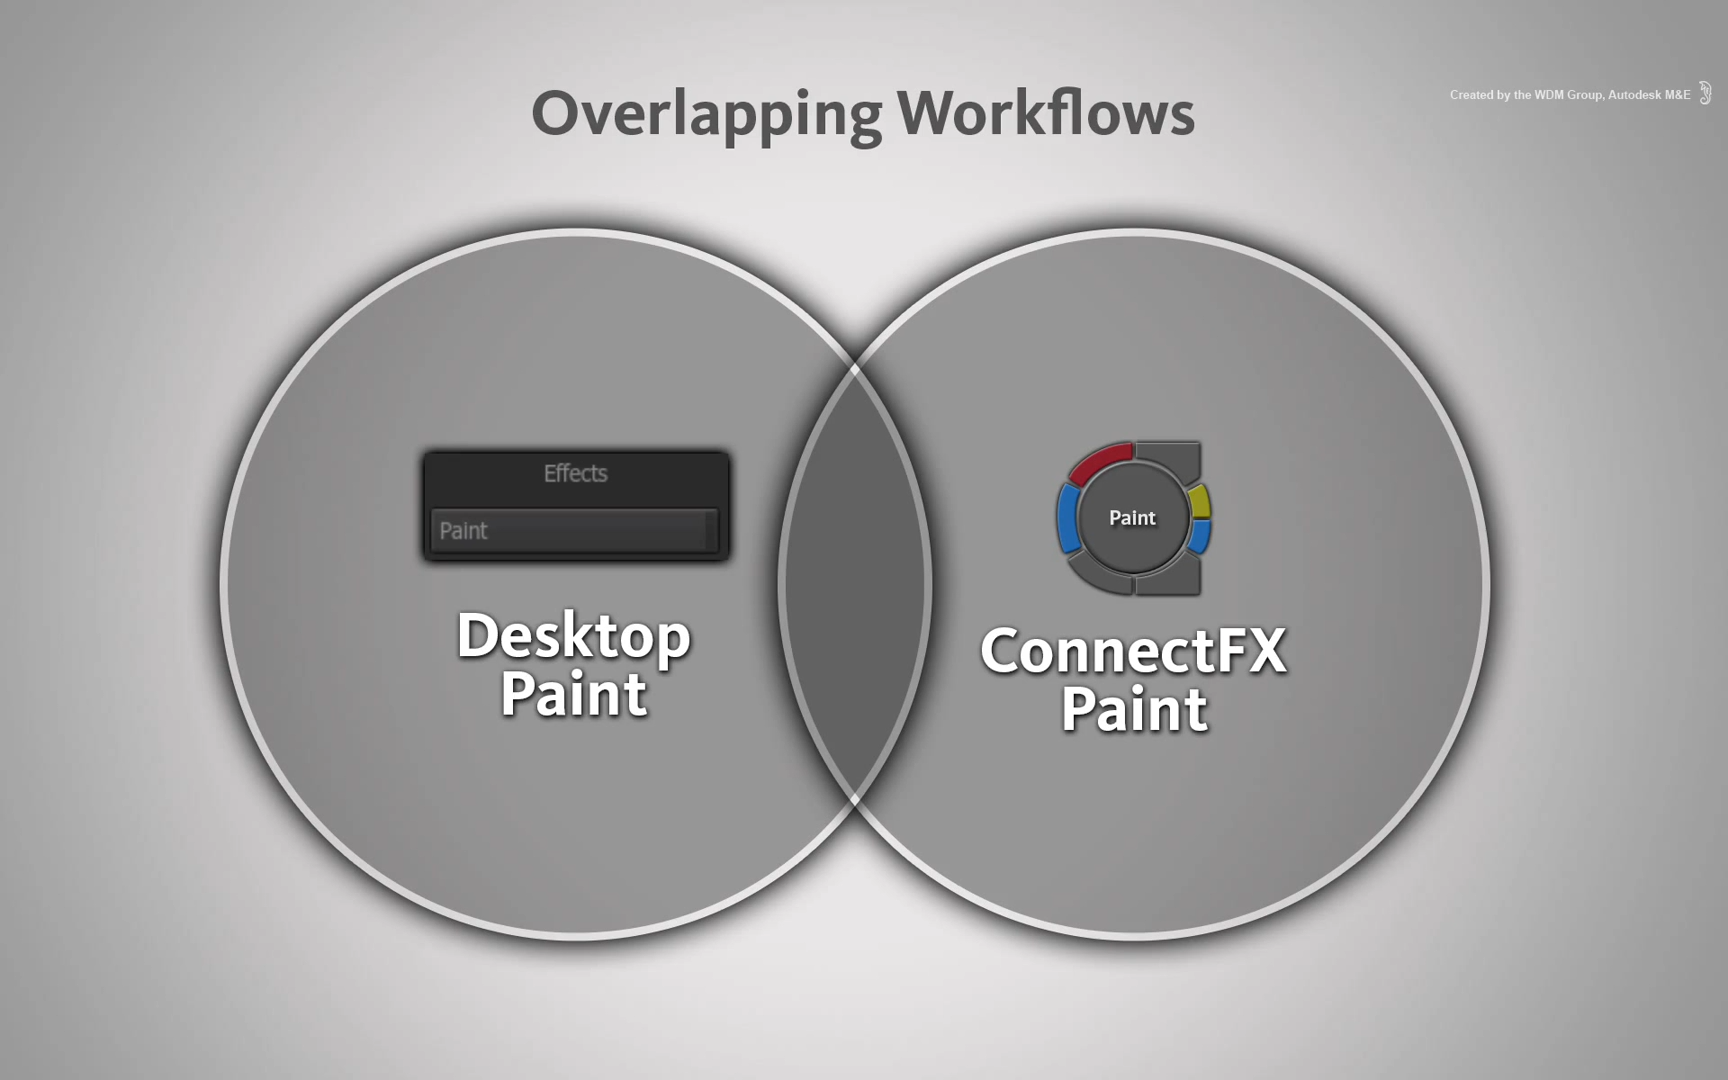 Overlapping Workflows
Created by the WDM Group, Autodesk M&E
Effects
Paint
Desktop
Paint
Paint
ConnectFX
Paint